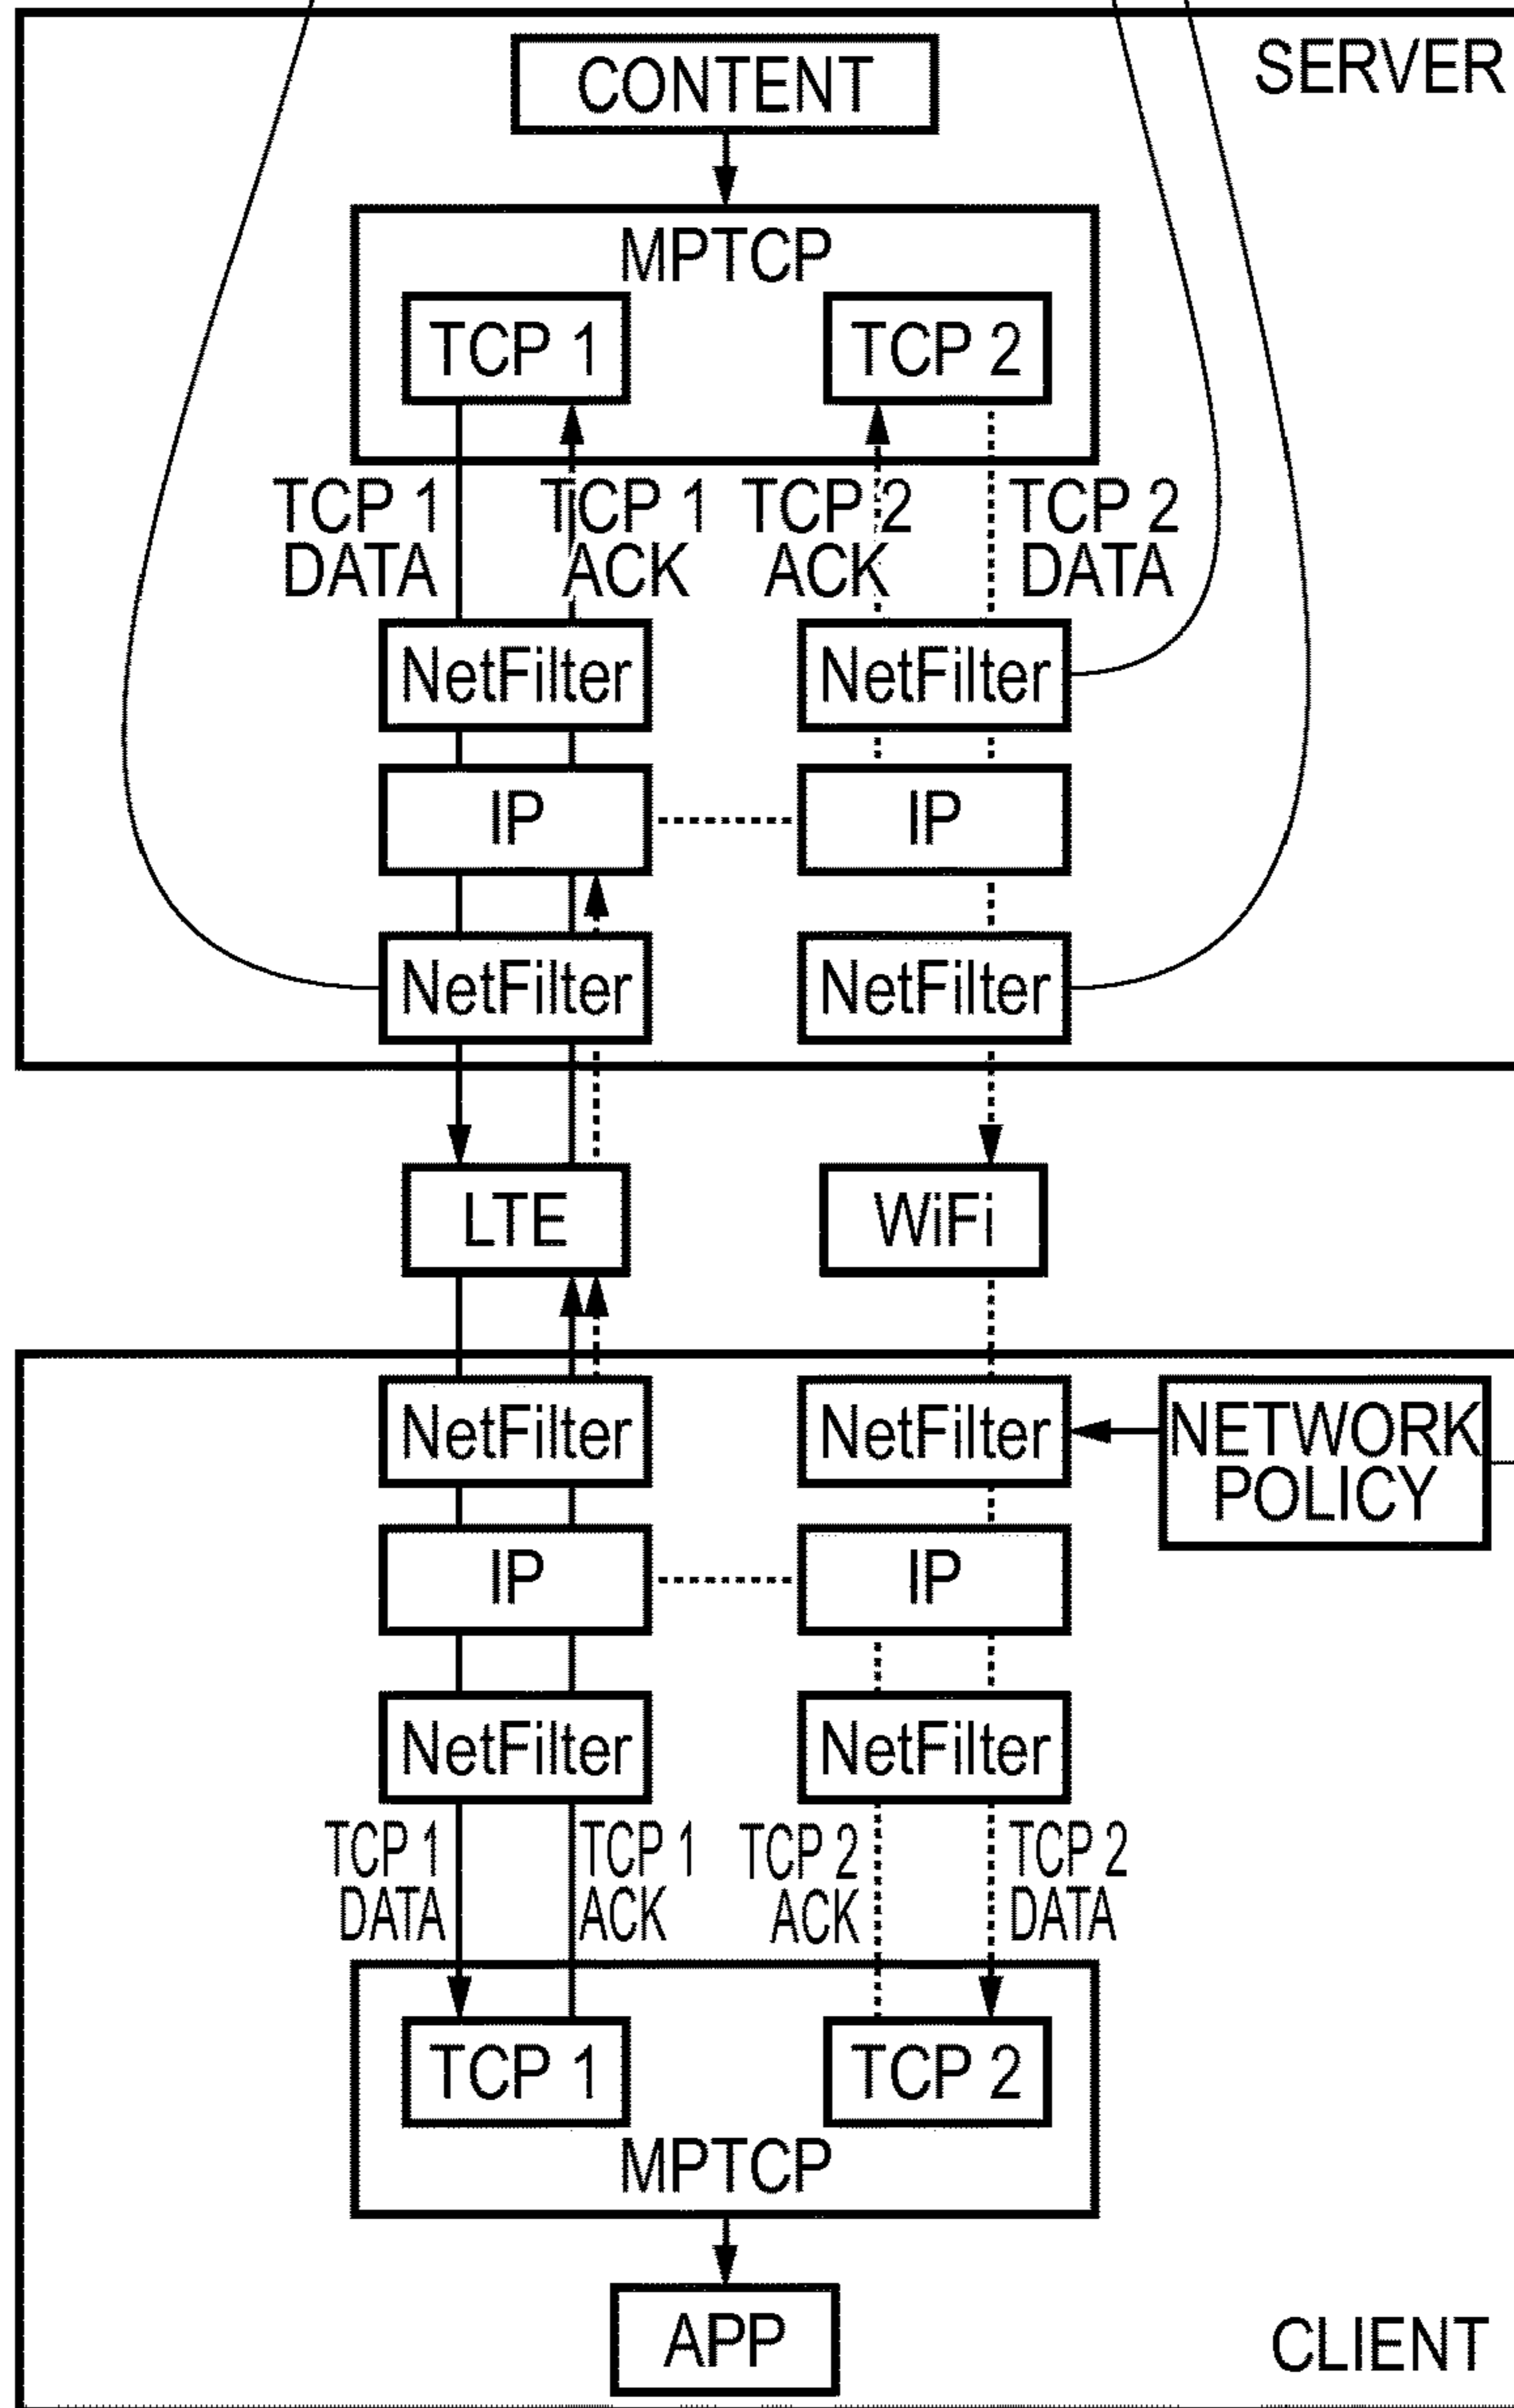 SERVER
CONTENT
MPTCP
TCP 1
TCP 2
TCP 1
DATA
TCP 1
ACK
TCP 2
ACK
TCP 2
DATA
NetFilter
NetFilter
IP
IP
NetFilter
NetFilter
LTE
WiFi
NetFilter
NetFilter
NETWORK
POLICY
IP
IP
NetFilter
NetFilter
TCP 1
DATA
TCP 1
ACK
TCP 2
ACK
TCP 2
DATA
TCP 1
TCP 2
MPTCP
APP
CLIENT